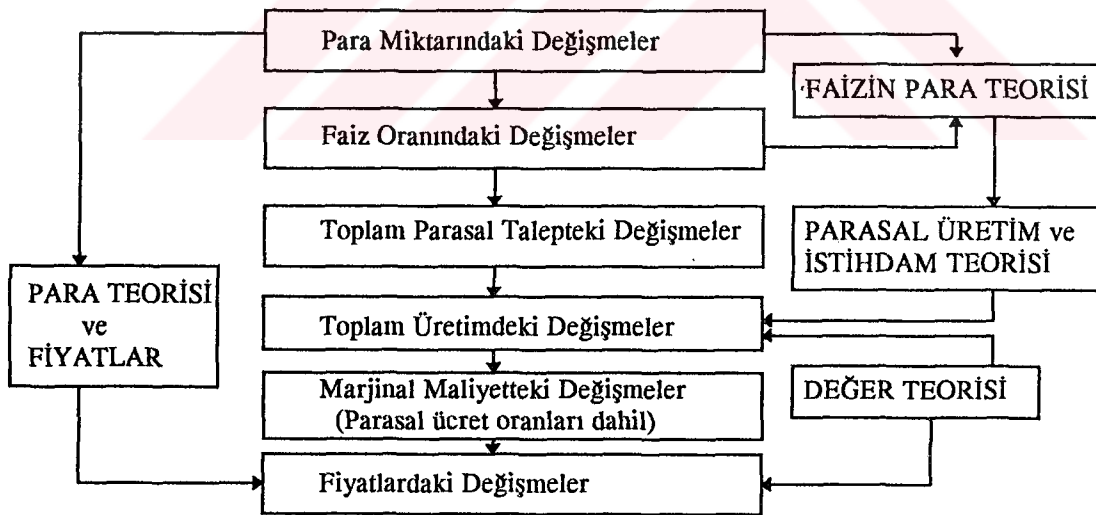 Para Miktarındaki Değişmeler
FAİZİN PARA TEORİSİ
Faiz Oranındaki Değişmeler
Toplam Parasal Talepteki Değişmeler
PARASAL ÜRETİM ve
İSTİHDAM TEORİSİ
PARA TEORİSİ
ve
FİYATLAR
Toplam Üretimdeki Değişmeler
Marjinal Maliyetteki Değişmeler
(Parasal ücret oranları dahil)
DEĞER TEORİSİ
Fiyatlardaki Değişmeler